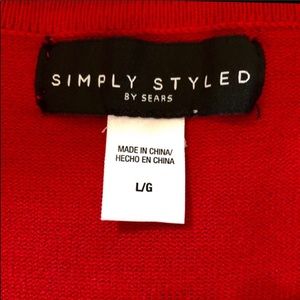 SIMPLY STYLED
BY SEARS
MADE IN CHINA/
HECHO EN CHINA
L/G